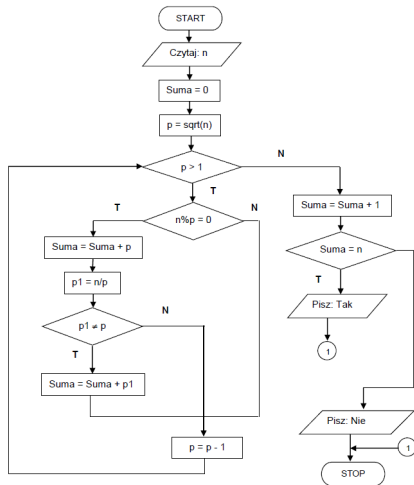 START
Czytaj: n
Suma = 0
p = sqrt(n)
p > 1
N
T
T
n%p = 0
N
Suma = Suma + 1
Suma = Suma + p
Suma = n
p1 = n/p
T
N
Pisz: Tak
p1 ≠ p
1
T
Suma = Suma + p1
Pisz: Nie
p = p - 1
1
STOP